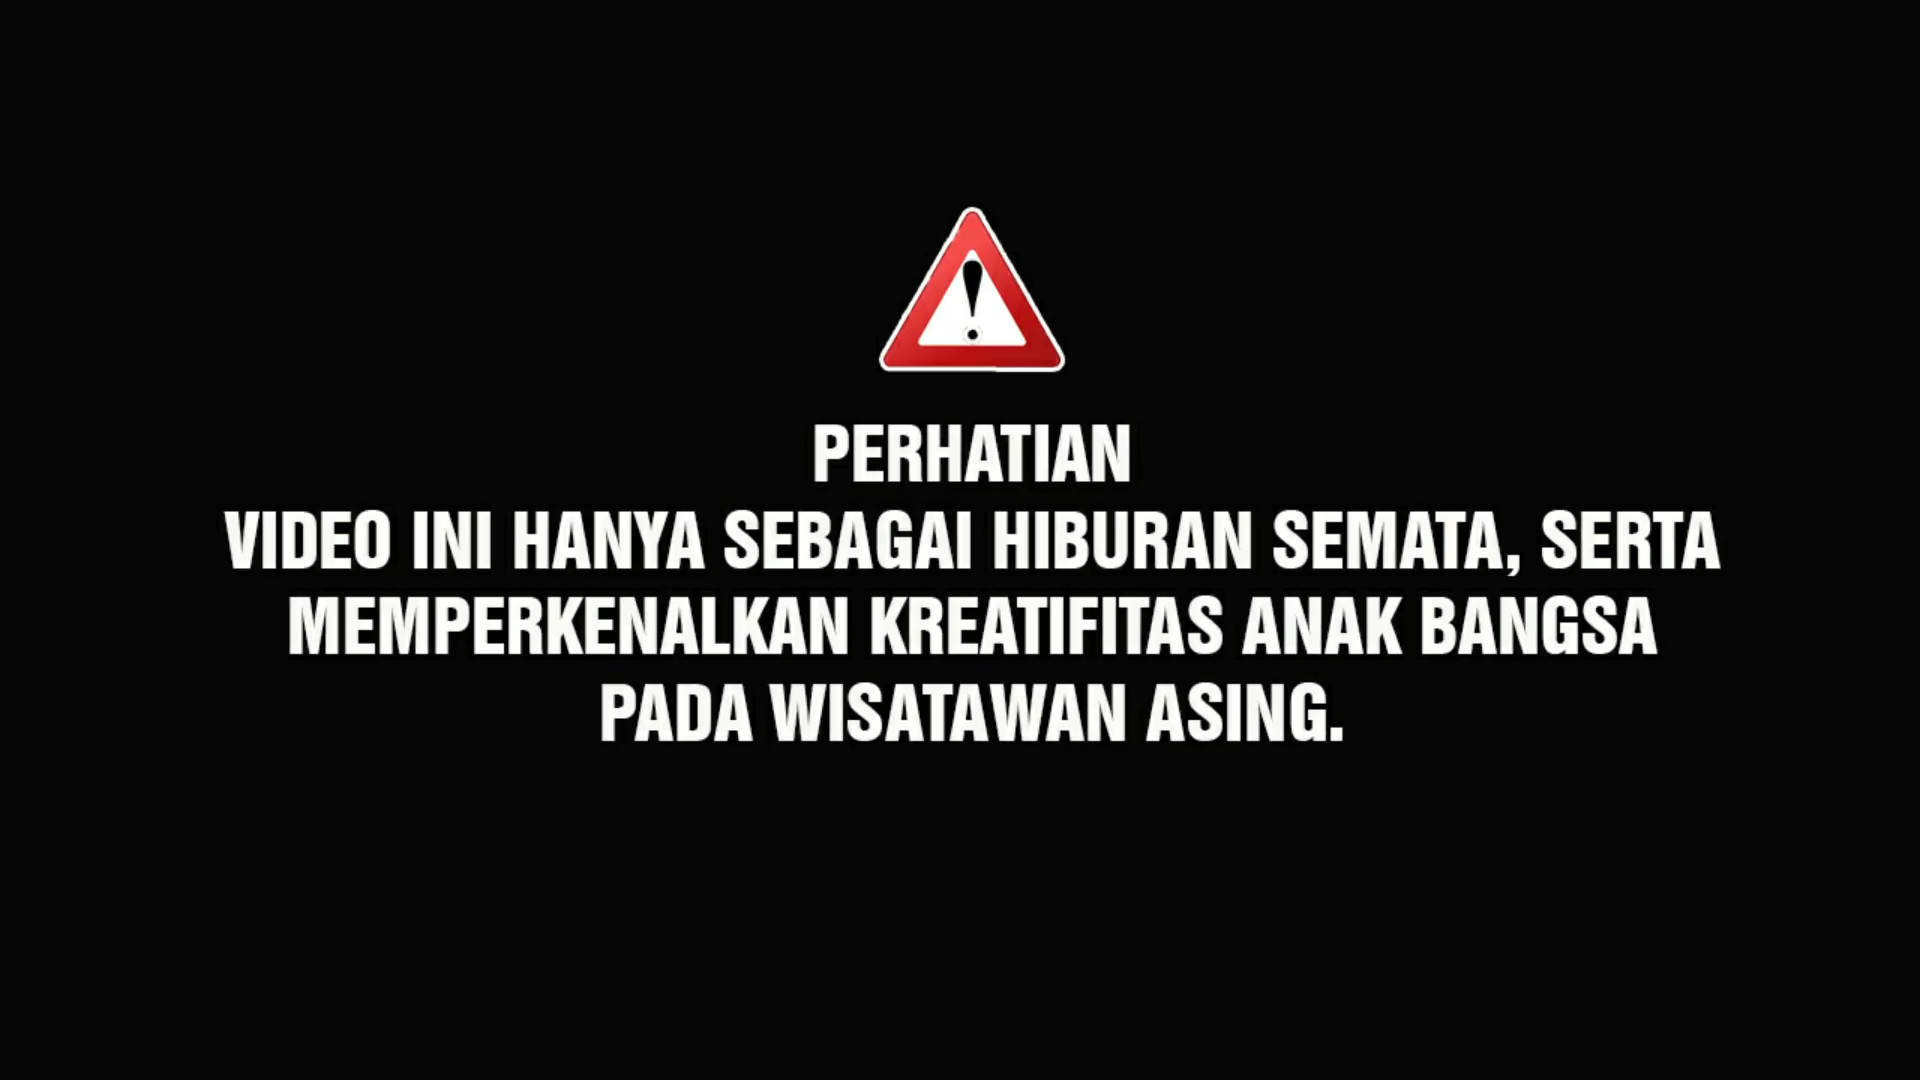 PERHATIAN
VIDEO INI HANYA SEBAGAI HIBURAN SEMATA, SERTA
MEMPERKENALKAN KREATIFITAS ANAK BANGSA
PADA WISATAWAN ASING.